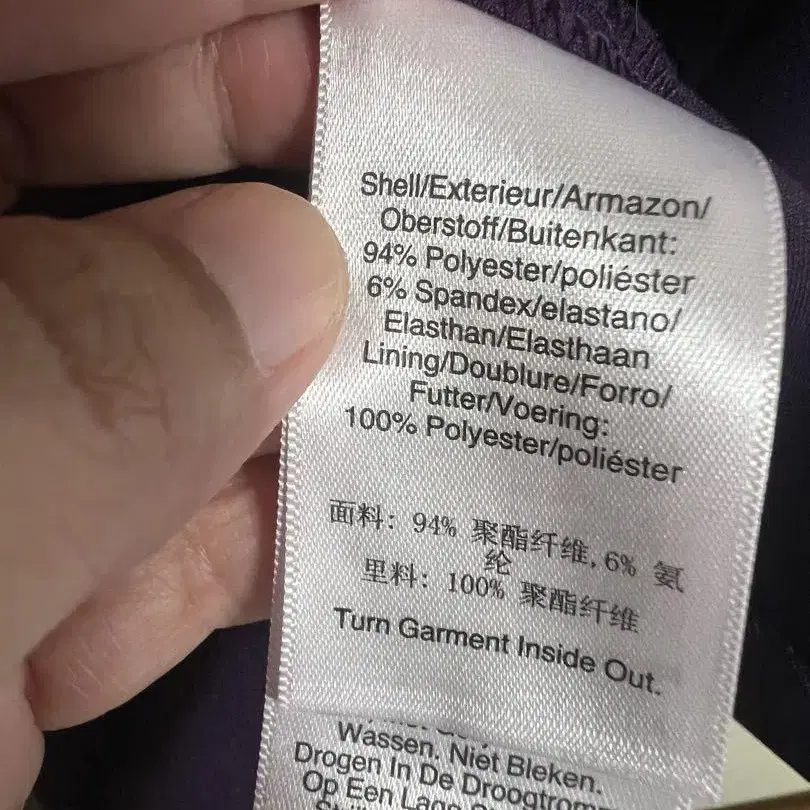 Shell/Exterieur/Armazon/
Oberstoff/Buitenkant:
94% Polyester/poliéster
6% Spandex/elastano/
Elasthan/Elasthaan
Lining/Doublure/Forro/
Futter/Voering:
100% Polyester/poliéster
面料: 94% 聚酯纤维,6% 氨
纶
里料: 100% 聚酯纤维
Turn Garment Inside Out.
Wassen. Niet Bleken.
Drogen In De
Op Een